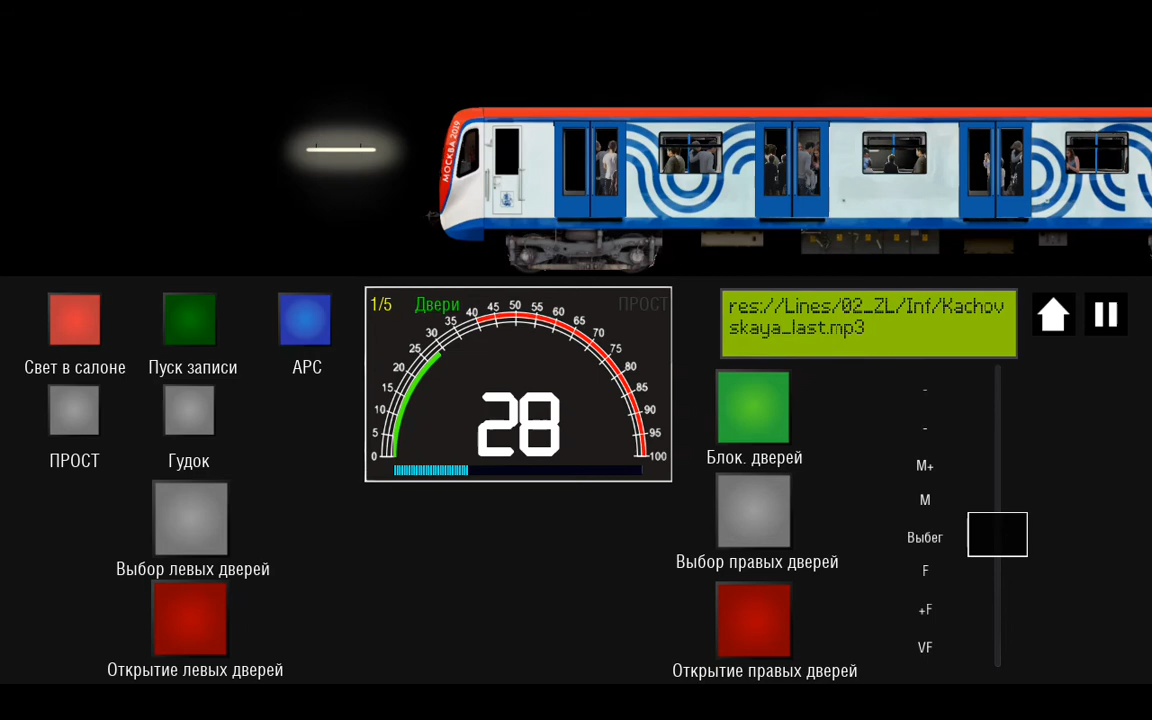 МОСКВА 2019
1/5 Двери ПРОСТ
0 5 10 15 20 25 30 35 40 45 50 55 60 65 70 75 80 85 90 95 100
28
res://Lines/02_ZL/Inf/Kachov
skaya_last.mp3
Свет в салоне Пуск записи АРС
ПРОСТ Гудок
Выбор левых дверей
Открытие левых дверей
Блок. дверей
Выбор правых дверей
Открытие правых дверей
-
-
М+
М
Выбег
F
+F
VF